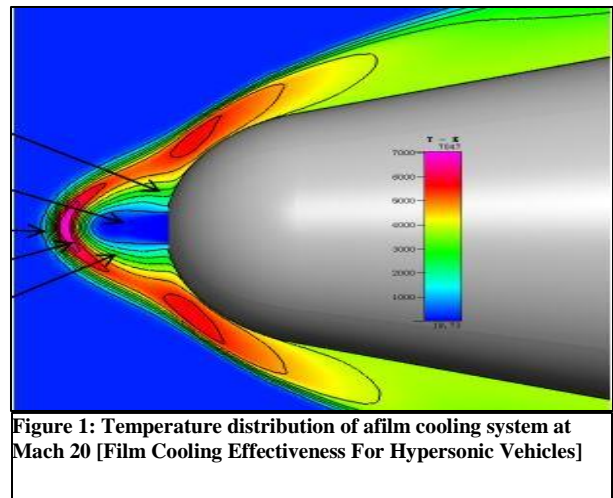 T - K
7047
7000
6000
5000
4000
3000
2000
1000
Figure 1: Temperature distribution of afilm cooling system at
Mach 20 [Film Cooling Effectiveness For Hypersonic Vehicles]